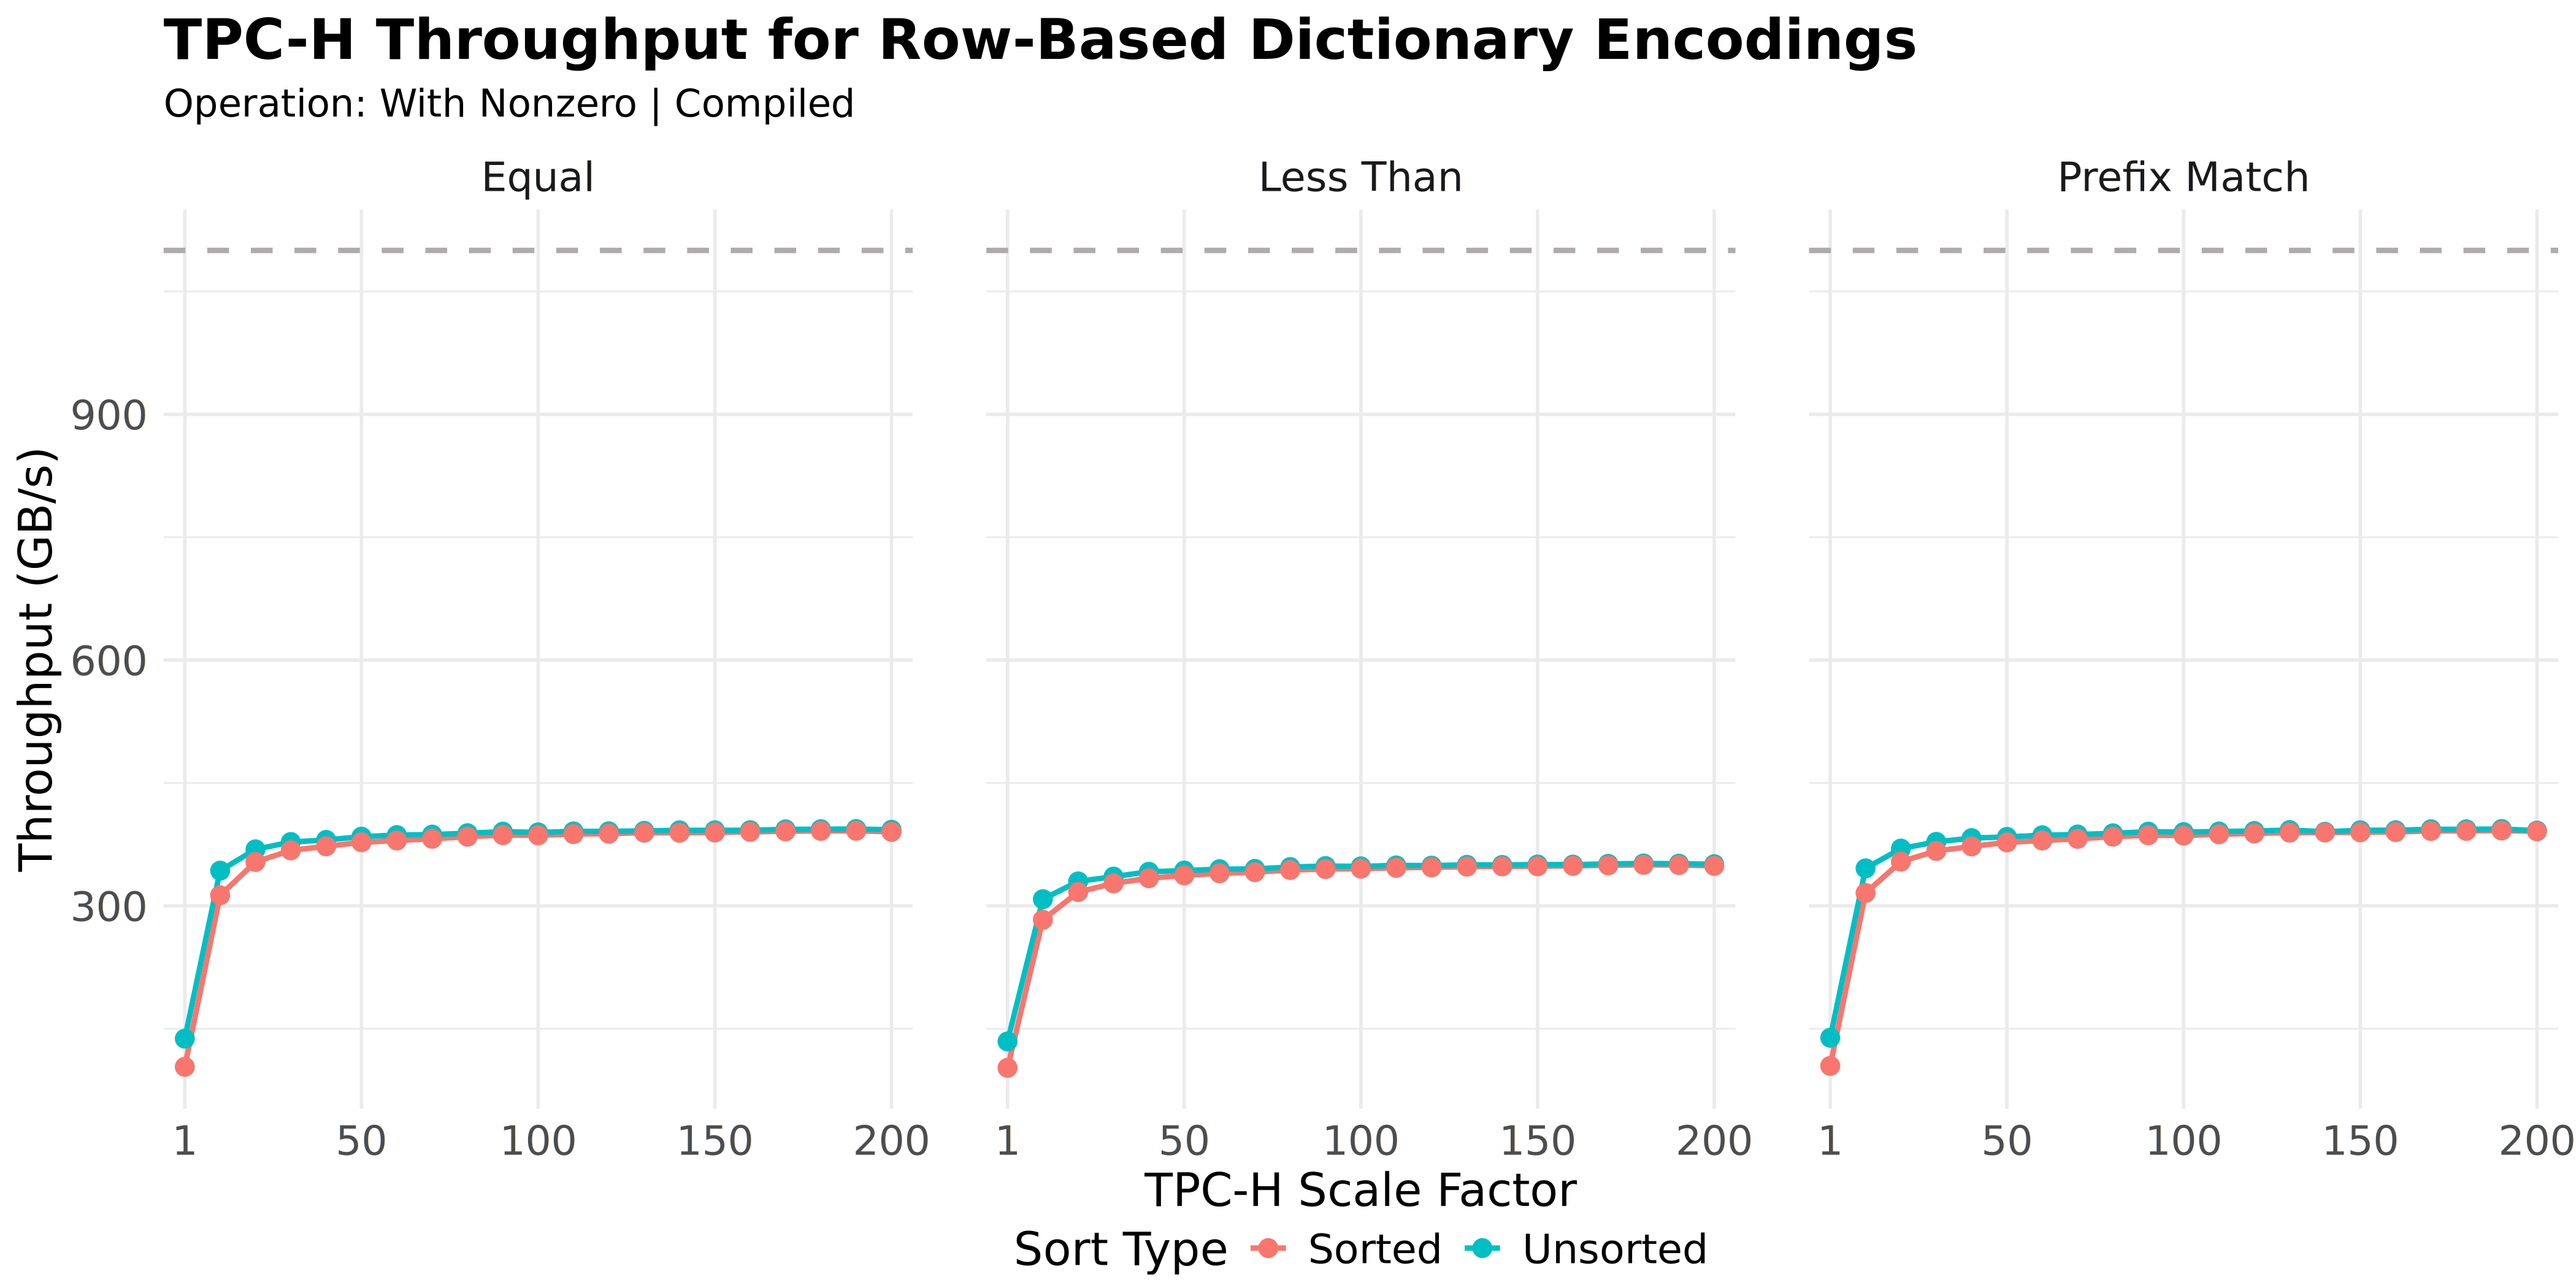 TPC-H Throughput for Row-Based Dictionary Encodings
Operation: With Nonzero | Compiled
Equal
Less Than
Prefix Match
Throughput (GB/s)
900
600
300
1 50 100 150 200
1 50 100 150 200
1 50 100 150 200
TPC-H Scale Factor
Sort Type Sorted Unsorted